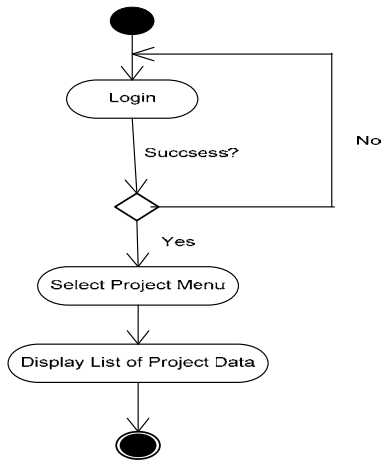 Login
Succsess?
No
Yes
Select Project Menu
Display List of Project Data